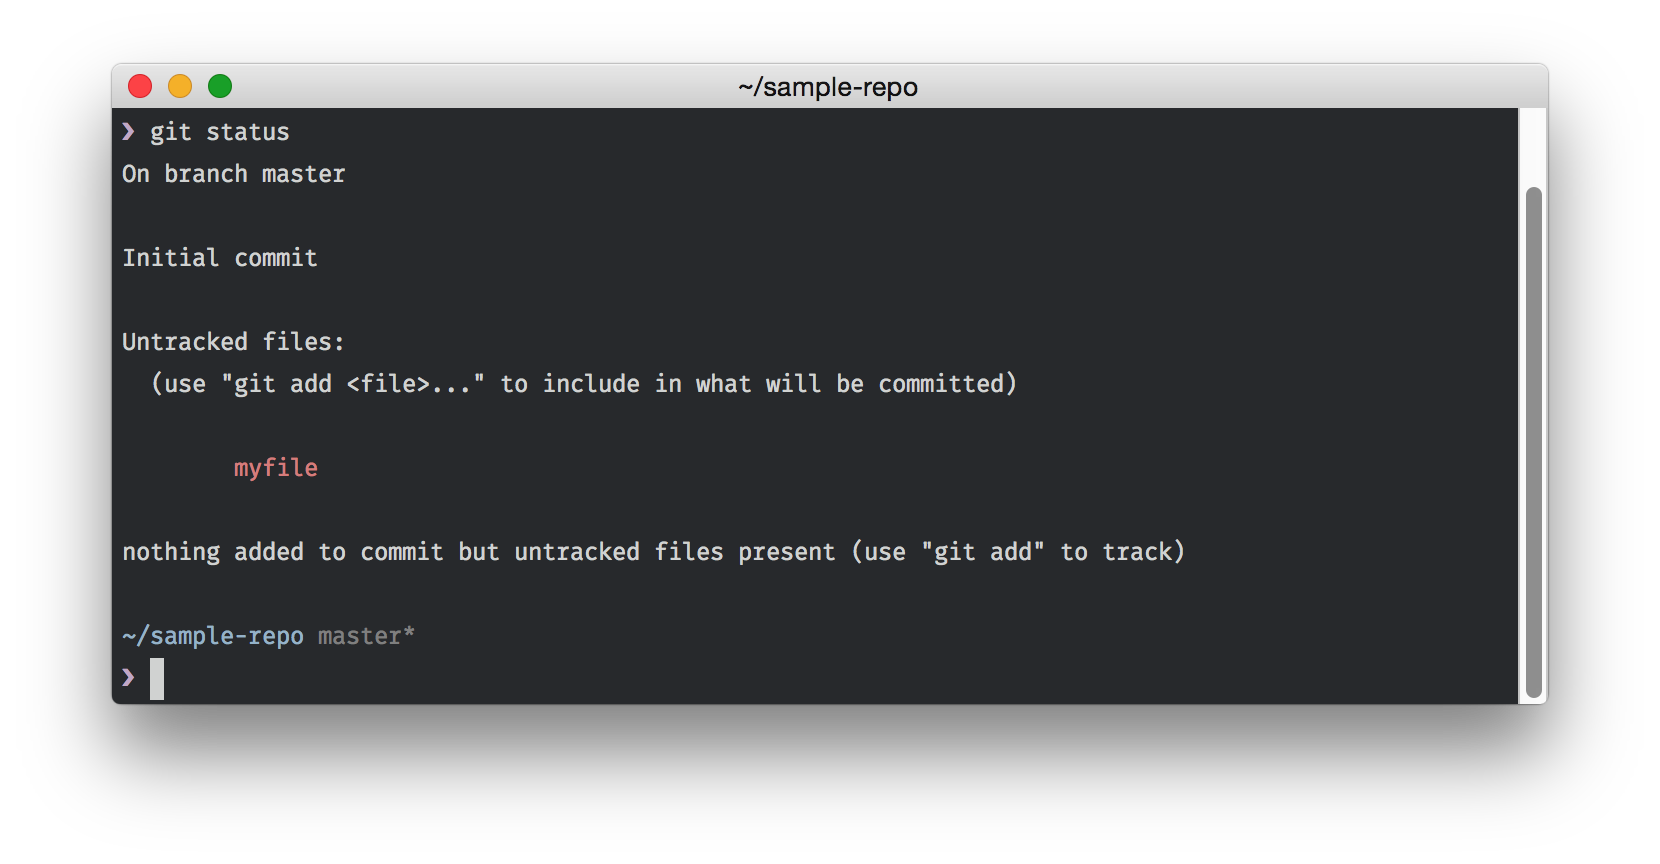 ~/sample-repo
❯ git status
On branch master
Initial commit
Untracked files:
(use "git add <file>..." to include in what will be committed)
myfile
nothing added to commit but untracked files present (use "git add" to track)
~/sample-repo master*
❯